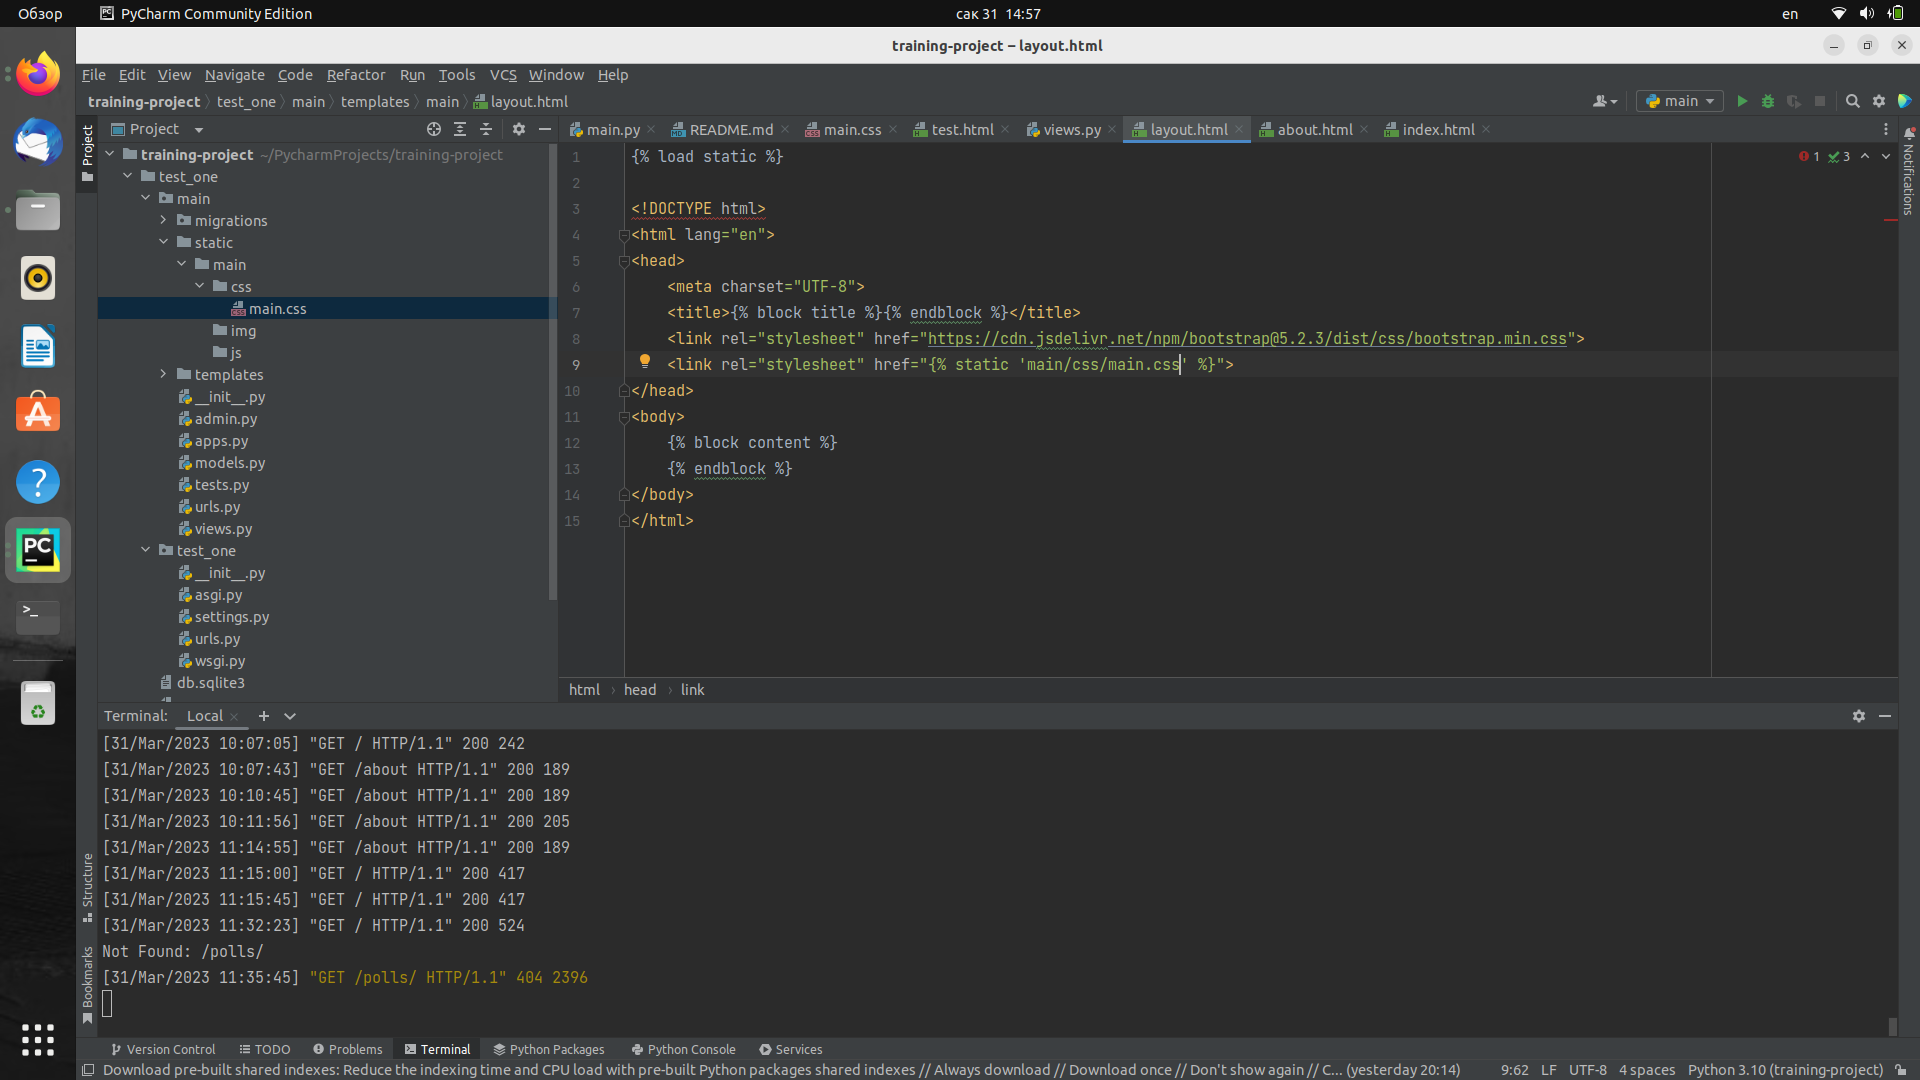 Обзор
PyCharm Community Edition
сак 31 14:57
en
training-project – layout.html
File Edit View Navigate Code Refactor Run Tools VCS Window Help
training-project test_one main templates main layout.html
main
Project
main.py README.md main.css test.html views.py layout.html about.html index.html
Project
Notifications
training-project ~/PycharmProjects/training-project
test_one
main
migrations
static
main
css
main.css
img
js
templates
__init__.py
admin.py
apps.py
models.py
tests.py
urls.py
views.py
test_one
__init__.py
asgi.py
settings.py
urls.py
wsgi.py
db.sqlite3
1 3
1 {% load static %}
2
3 <!DOCTYPE html>
4 <html lang="en">
5 <head>
6 <meta charset="UTF-8">
7 <title>{% block title %}{% endblock %}</title>
8 <link rel="stylesheet" href="https://cdn.jsdelivr.net/npm/bootstrap@5.2.3/dist/css/bootstrap.min.css">
9 <link rel="stylesheet" href="{% static 'main/css/main.css' %}">
10 </head>
11 <body>
12 {% block content %}
13 {% endblock %}
14 </body>
15 </html>
html head link
Terminal: Local
[31/Mar/2023 10:07:05] "GET / HTTP/1.1" 200 242
[31/Mar/2023 10:07:43] "GET /about HTTP/1.1" 200 189
[31/Mar/2023 10:10:45] "GET /about HTTP/1.1" 200 189
[31/Mar/2023 10:11:56] "GET /about HTTP/1.1" 200 205
[31/Mar/2023 11:14:55] "GET /about HTTP/1.1" 200 189
[31/Mar/2023 11:15:00] "GET / HTTP/1.1" 200 417
[31/Mar/2023 11:15:45] "GET / HTTP/1.1" 200 417
[31/Mar/2023 11:32:23] "GET / HTTP/1.1" 200 524
Not Found: /polls/
[31/Mar/2023 11:35:45] "GET /polls/ HTTP/1.1" 404 2396
Structure
Bookmarks
Version Control TODO Problems Terminal Python Packages Python Console Services
Download pre-built shared indexes: Reduce the indexing time and CPU load with pre-built Python packages shared indexes // Always download // Download once // Don't show again // C... (yesterday 20:14)
9:62 LF UTF-8 4 spaces Python 3.10 (training-project)